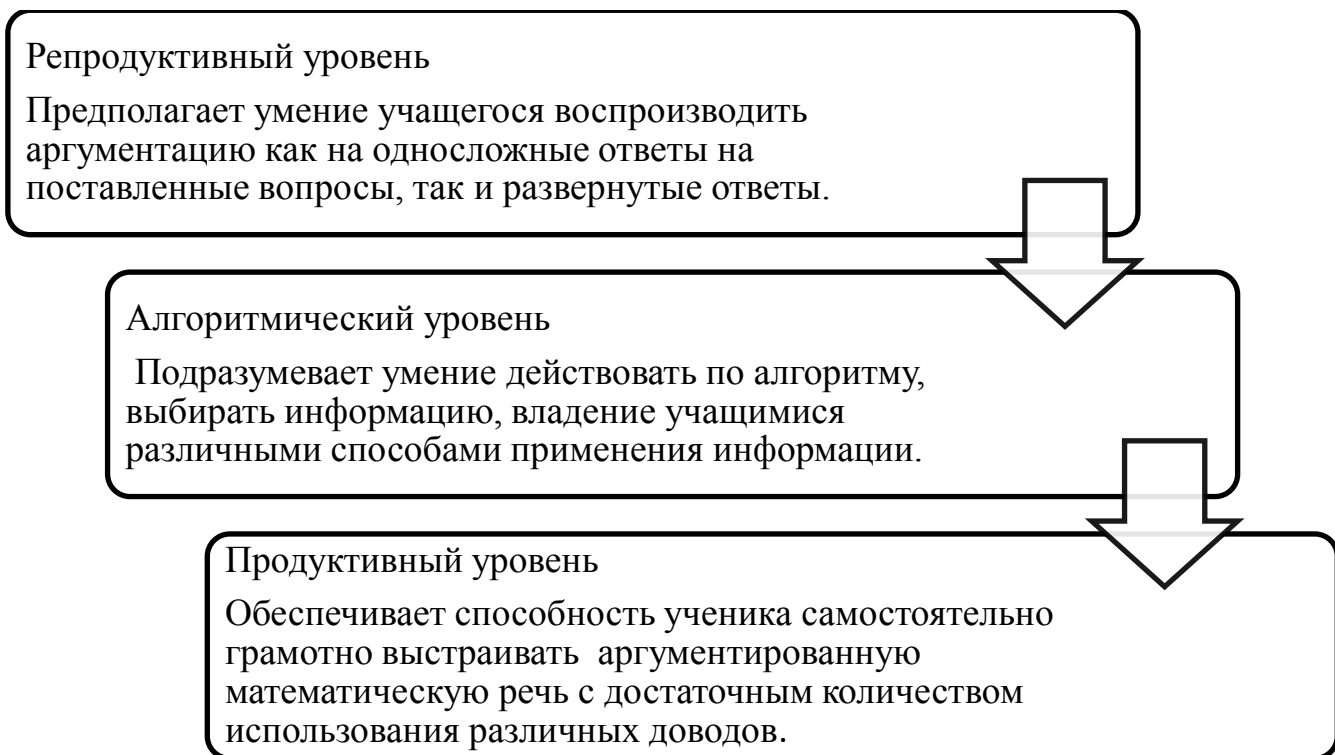 Репродуктивный уровень
Предполагает умение учащегося воспроизводить
аргументацию как на односложные ответы на
поставленные вопросы, так и развернутые ответы.
Алгоритмический уровень
Подразумевает умение действовать по алгоритму,
выбирать информацию, владение учащимися
различными способами применения информации.
Продуктивный уровень
Обеспечивает способность ученика самостоятельно
грамотно выстраивать аргументированную
математическую речь с достаточным количеством
использования различных доводов.